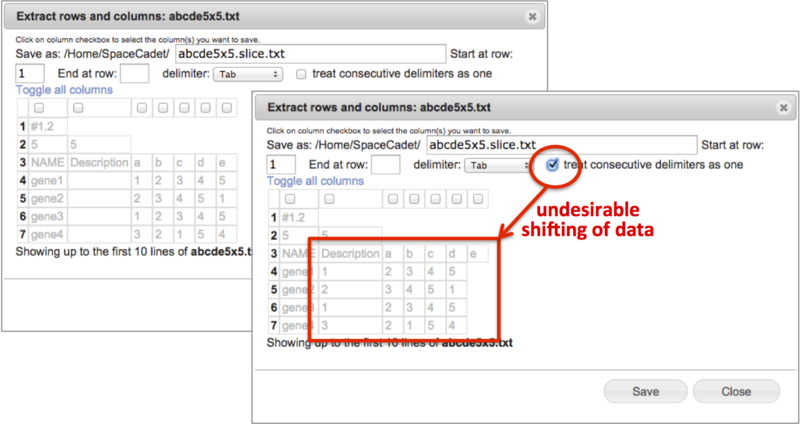 Extract rows and columns: abcde5x5.txt
Click on column checkbox to select the column(s) you want to save.
Save as: /Home/SpaceCadet/ abcde5x5.slice.txt Start at row:
1 End at row: delimiter: Tab treat consecutive delimiters as one
Toggle all columns
1 #1.2
2 5 5
3 NAME Description a b c d e
4 gene1 1 2 3 4 5
5 gene2 2 3 4 5 1
6 gene3 1 2 3 4 5
7 gene4 3 2 1 5 4
Showing up to the first 10 lines of abcde5x5.t
Extract rows and columns: abcde5x5.txt
Click on column checkbox to select the column(s) you want to save.
Save as: /Home/SpaceCadet/ abcde5x5.slice.txt Start at row:
1 End at row: delimiter: Tab treat consecutive delimiters as one
Toggle all columns
1 #1.2
2 5 5
3 NAME Description a b c d e
4 gene1 1 2 3 4 5
5 gene2 2 3 4 5 1
6 gene3 1 2 3 4 5
7 gene4 3 2 1 5 4
Showing up to the first 10 lines of abcde5x5.txt
undesirable
shifting of data
Save Close